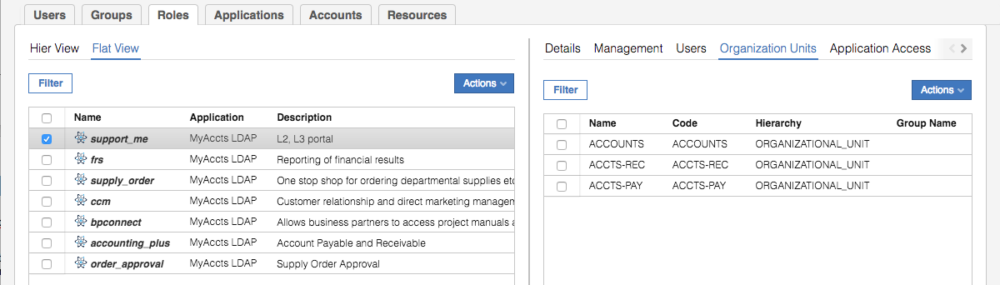 Users Groups Roles Applications Accounts Resources
Hier View Flat View
Filter Actions
Name Application Description
support_me MyAccts LDAP L2, L3 portal
frs MyAccts LDAP Reporting of financial results
supply_order MyAccts LDAP One stop shop for ordering departmental supplies etc
ccm MyAccts LDAP Customer relationship and direct marketing managem
bpconnect MyAccts LDAP Allows business partners to access project manuals a
accounting_plus MyAccts LDAP Account Payable and Receivable
order_approval MyAccts LDAP Supply Order Approval
Details Management Users Organization Units Application Access
Filter Actions
Name Code Hierarchy Group Name
ACCOUNTS ACCOUNTS ORGANIZATIONAL_UNIT
ACCTS-REC ACCTS-REC ORGANIZATIONAL_UNIT
ACCTS-PAY ACCTS-PAY ORGANIZATIONAL_UNIT